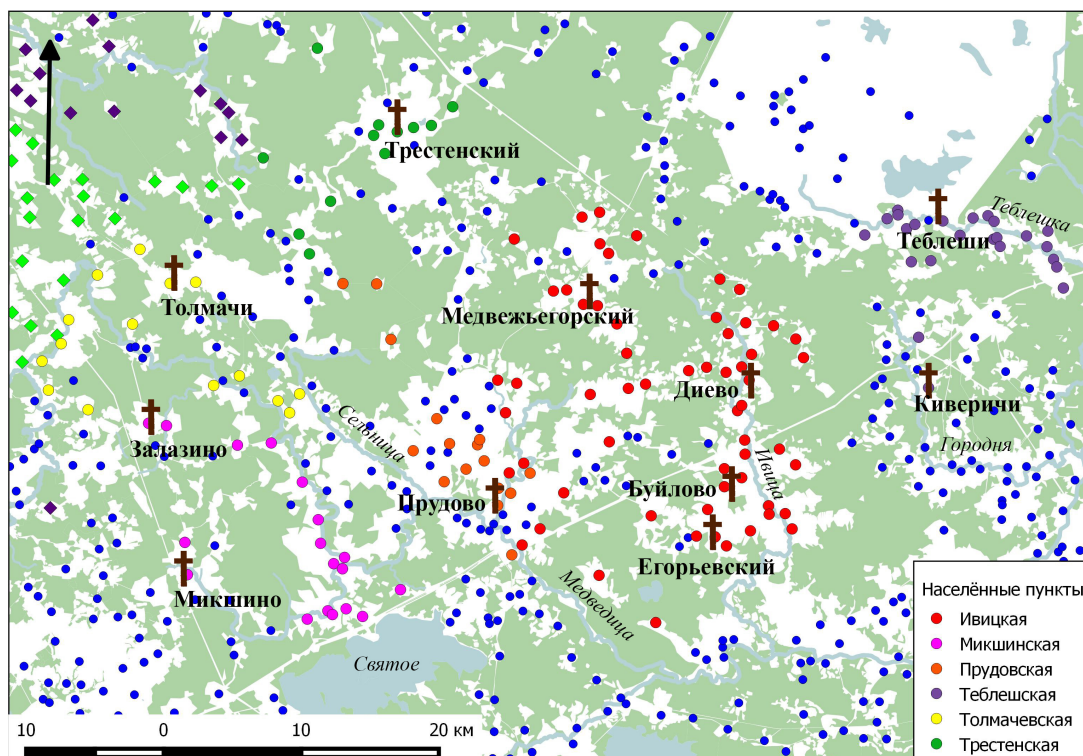 Трестенский
Теблешка
Теблеши
Толмачи
Медвежьегорский
Диево
Киверичи
Сельница
Залазино
Городня
Ивица
Буйлово
Прудово
Егорьевский
Микшино
Медведица
Святое
10 0 10 20 км
Населённые пункты
Ивицкая
Микшинская
Прудовская
Теблешская
Толмачевская
Трестенская